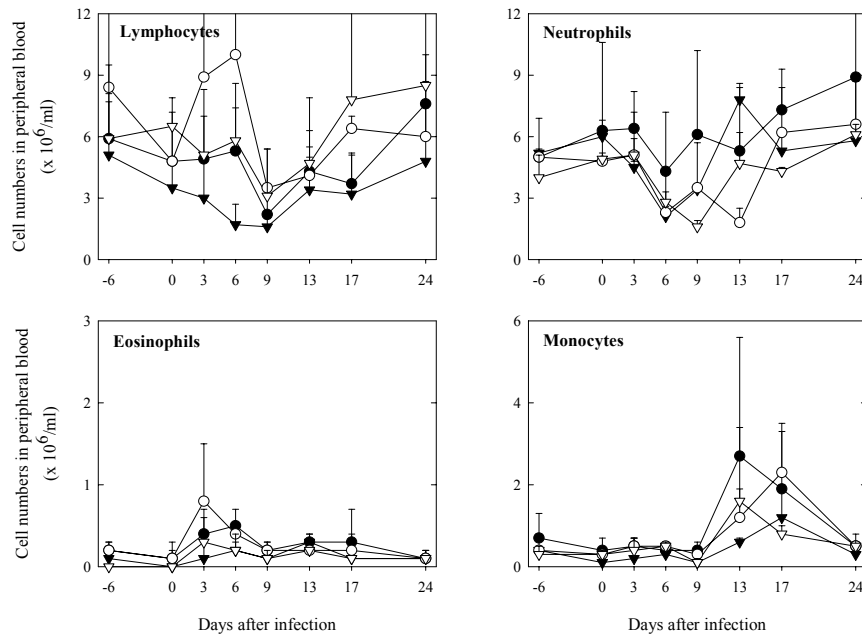 Lymphocytes
Cell numbers in peripheral blood
(x 10⁶/ml)
12
9
6
3
0
-6 0 3 6 9 13 17 24
Neutrophils
12
9
6
3
0
-6 0 3 6 9 13 17 24
Eosinophils
Cell numbers in peripheral blood
(x 10⁶/ml)
3
2
1
0
-6 0 3 6 9 13 17 24
Days after infection
Monocytes
6
4
2
0
-6 0 3 6 9 13 17 24
Days after infection